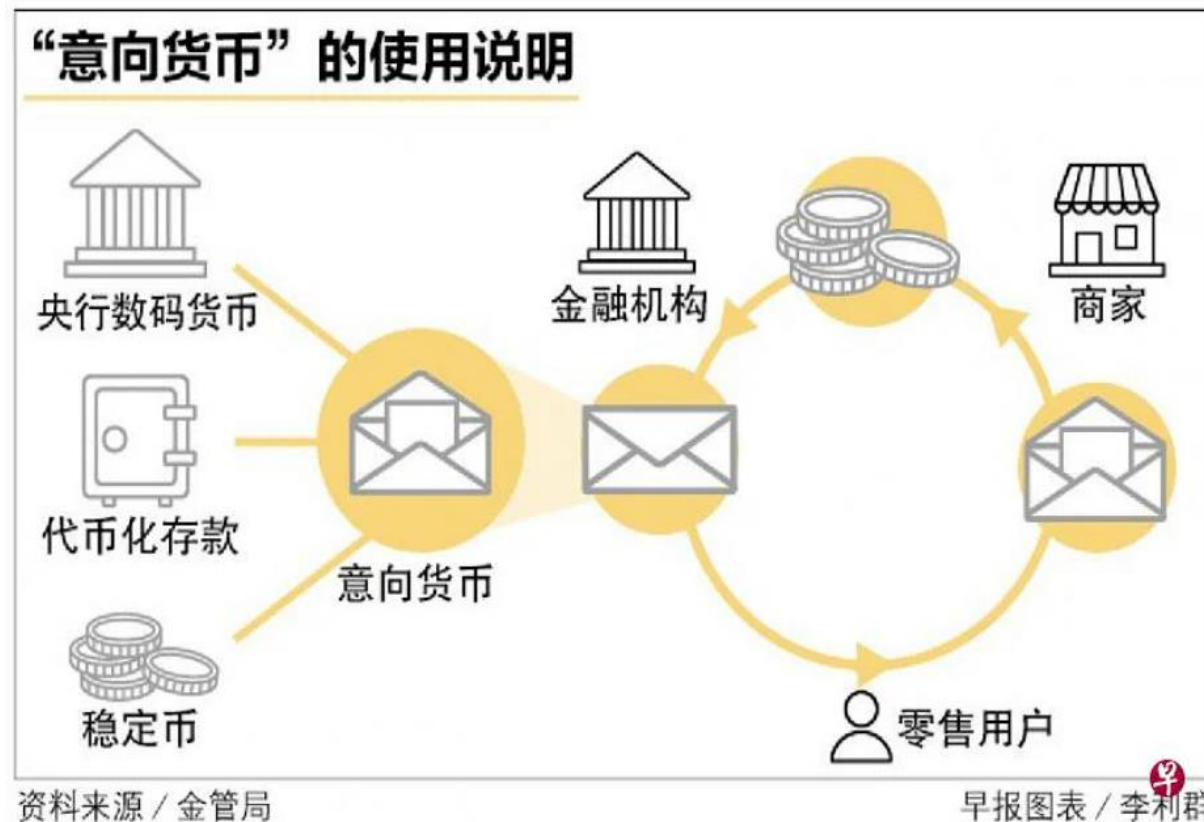 “意向货币”的使用说明
央行数码货币
金融机构
商家
代币化存款
意向货币
稳定币
零售用户
早
资料来源 / 金管局
早报图表 / 李利群